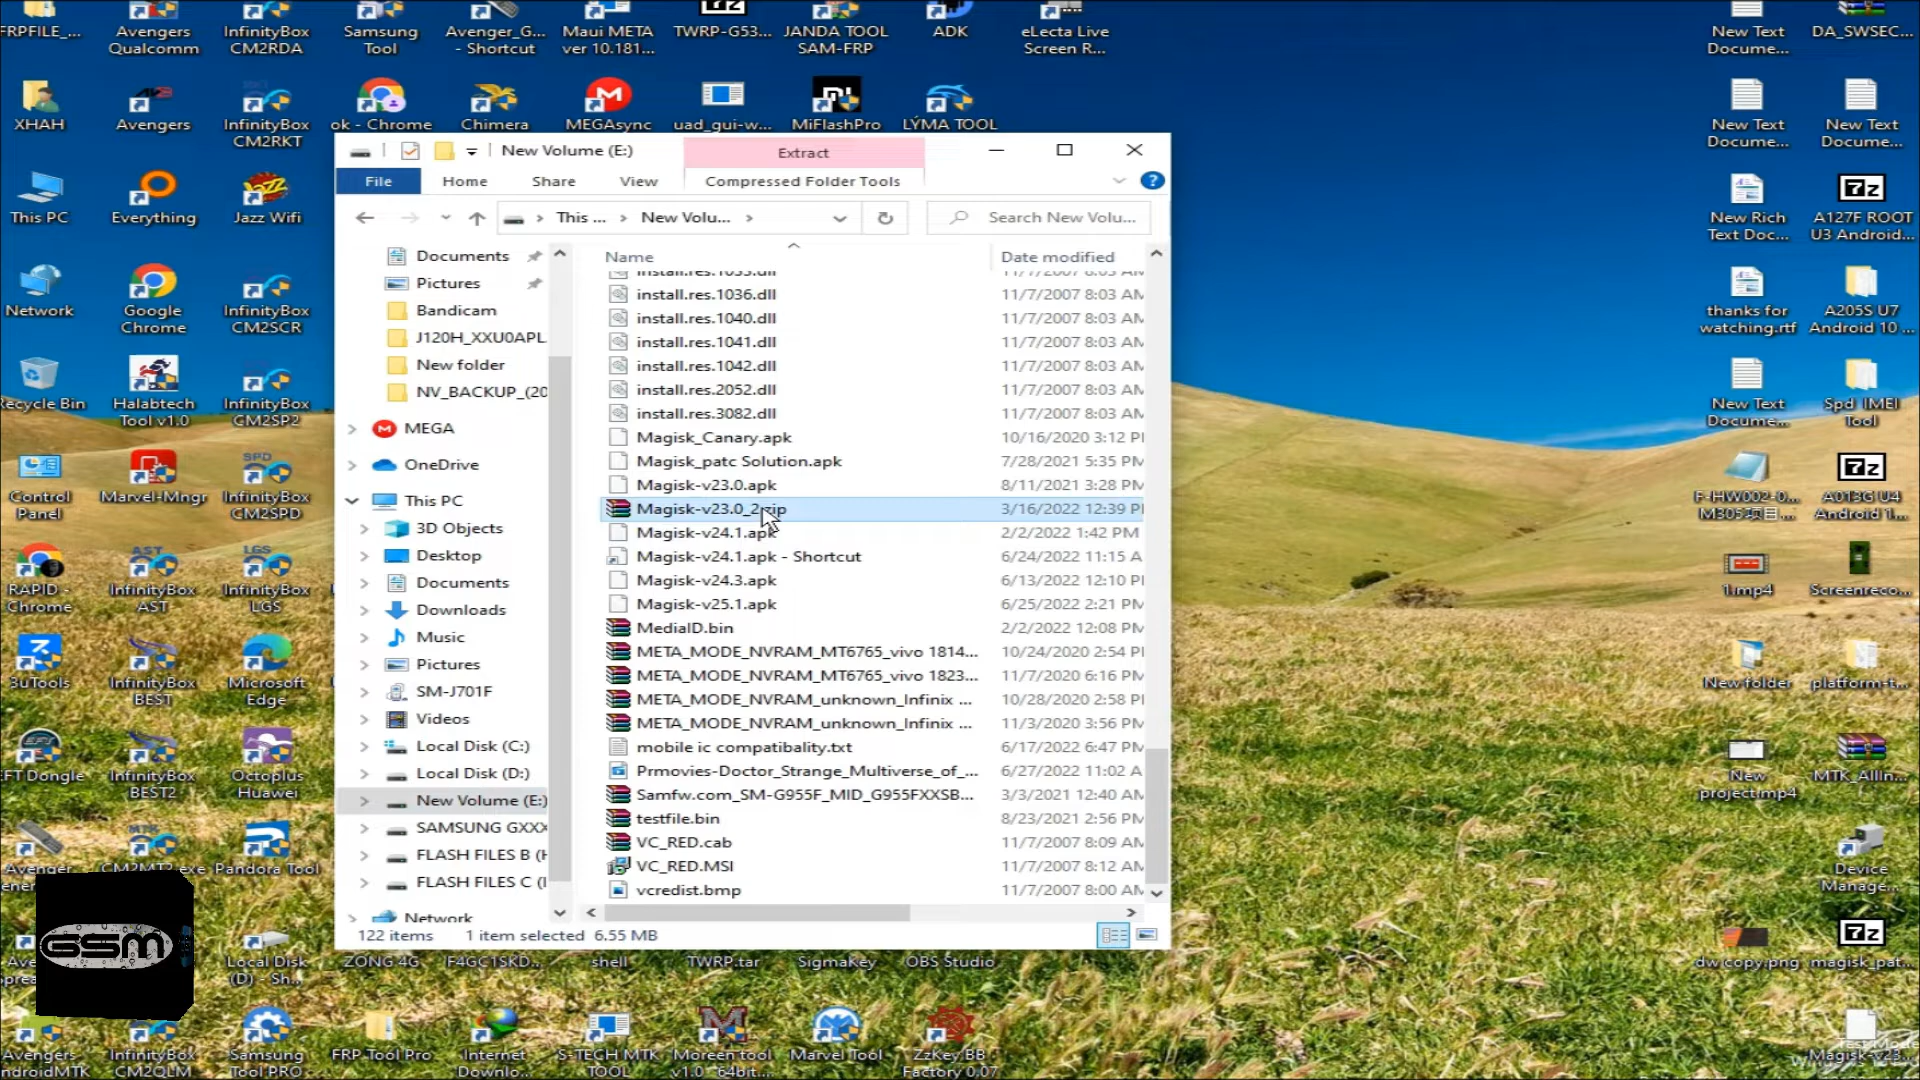 FRPFILE_...
Avengers
Qualcomm
InfinityBox
CM2RDA
Samsung
Tool
Avenger_G...
- Shortcut
Maui META
ver 10.181...
TWRP-G53...
JANDA TOOL
SAM-FRP
ADK
eLecta Live
Screen R...
New Text
Docume...
DA_SWSEC...
XHAH
Avengers
InfinityBox
CM2RKT
ok - Chrome
Chimera
MEGAsync
uad_gui-w...
MiFlashPro
LÝMA TOOL
New Text
Docume...
New Text
Docume...
This PC
Everything
Jazz Wifi
New Rich
Text Doc...
A127F ROOT
U3 Android...
Network
Google
Chrome
InfinityBox
CM2SCR
thanks for
watching.rtf
A205S U7
Android 10 ...
Recycle Bin
Halabtech
Tool v1.0
InfinityBox
CM2SP2
New Text
Docume...
Spd IMEI
Tool
Control
Panel
Marvel-Mngr
InfinityBox
CM2SPD
F-HW002-0...
M305项目...
A013G U4
Android 1...
RAPID -
Chrome
InfinityBox
AST
InfinityBox
LGS
1.mp4
Screenreco...
3uTools
InfinityBox
BEST
Microsoft
Edge
New folder
platform-t...
EFT Dongle
InfinityBox
BEST2
Octoplus
Huawei
New
project.mp4
MTK_AllIn...
Avenger
CM2MT2.exe
Pandora Tool
Device
Manage...
New Volume (E:)
Extract
File
Home
Share
View
Compressed Folder Tools
This ...
New Volu...
Search New Volu...
Documents
Pictures
Bandicam
J120H_XXU0APL
New folder
NV_BACKUP_(20
MEGA
OneDrive
This PC
3D Objects
Desktop
Documents
Downloads
Music
Pictures
SM-J701F
Videos
Local Disk (C:)
Local Disk (D:)
New Volume (E:)
SAMSUNG GXXX
FLASH FILES B (H
FLASH FILES C (I
Network
Name
Date modified
install.res.1033.dll 11/7/2007 8:03 AM
install.res.1036.dll 11/7/2007 8:03 AM
install.res.1040.dll 11/7/2007 8:03 AM
install.res.1041.dll 11/7/2007 8:03 AM
install.res.1042.dll 11/7/2007 8:03 AM
install.res.2052.dll 11/7/2007 8:03 AM
install.res.3082.dll 11/7/2007 8:03 AM
Magisk_Canary.apk 10/16/2020 3:12 P
Magisk_patc Solution.apk 7/28/2021 5:35 PM
Magisk-v23.0.apk 8/11/2021 3:28 PM
Magisk-v23.0_2.zip 3/16/2022 12:39 P
Magisk-v24.1.apk 2/2/2022 1:42 PM
Magisk-v24.1.apk - Shortcut 6/24/2022 11:15 A
Magisk-v24.3.apk 6/13/2022 12:10 P
Magisk-v25.1.apk 6/25/2022 2:21 PM
MediaID.bin 2/2/2022 12:08 PM
META_MODE_NVRAM_MT6765_vivo 1814... 10/24/2020 2:54 P
META_MODE_NVRAM_MT6765_vivo 1823... 11/7/2020 6:16 PM
META_MODE_NVRAM_unknown_Infinix ... 10/28/2020 2:58 P
META_MODE_NVRAM_unknown_Infinix ... 11/3/2020 3:56 PM
mobile ic compatibality.txt 6/17/2022 6:47 PM
Prmovies-Doctor_Strange_Multiverse_of_... 6/27/2022 11:02 A
Samfw.com_SM-G955F_MID_G955FXXSB... 3/3/2021 12:40 AM
testfile.bin 8/23/2021 2:56 PM
VC_RED.cab 11/7/2007 8:09 AM
VC_RED.MSI 11/7/2007 8:12 AM
vcredist.bmp 11/7/2007 8:00 AM
122 items
1 item selected 6.55 MB
GSM
Local Disk
(D) - Sh...
ZONG 4G
IF4GC1SKD...
shell
TWRP.tar
SigmaKey
OBS Studio
dw copy.png
magisk_pat...
Avengers
AndroidMTK
InfinityBox
CM2QLM
Samsung
Tool PRO
FRP Tool Pro
Internet
Downlo...
S-TECH MTK
TOOL
Moreen tool
v1.0_ 64bit...
Marvel Tool
ZzKey BB
Factory 0.07
Test Mode
Magisk-v23...